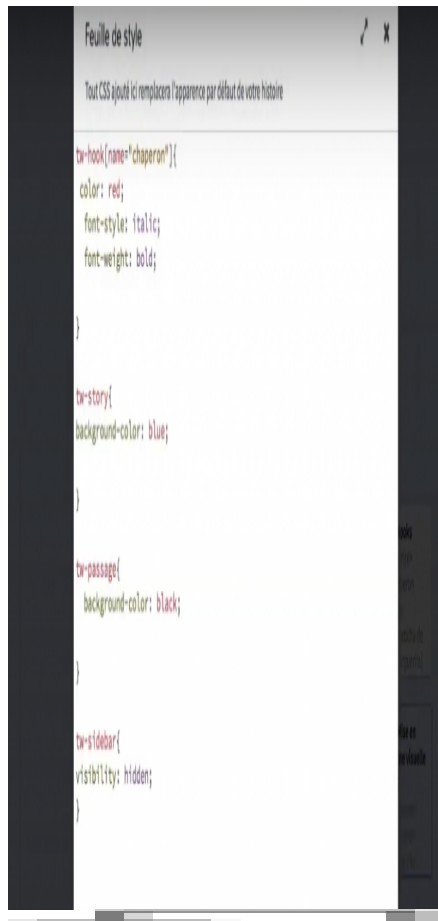 Feuille de style
Tout CSS ajouté ici remplacera l'apparence par défaut de votre histoire
tw-hook[name="chaperon"]{
color: red;
font-style: italic;
font-weight: bold;
}
tw-story{
background-color: blue;
}
tw-passage{
background-color: black;
}
tw-sidebar{
visibility: hidden;
}